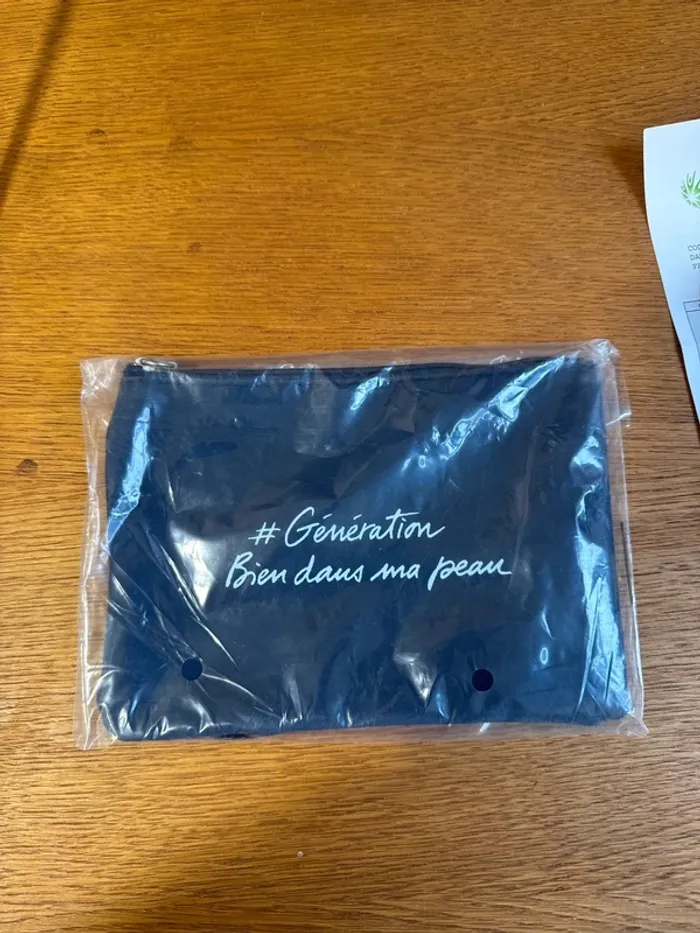 # Génération
Bien dans ma peau